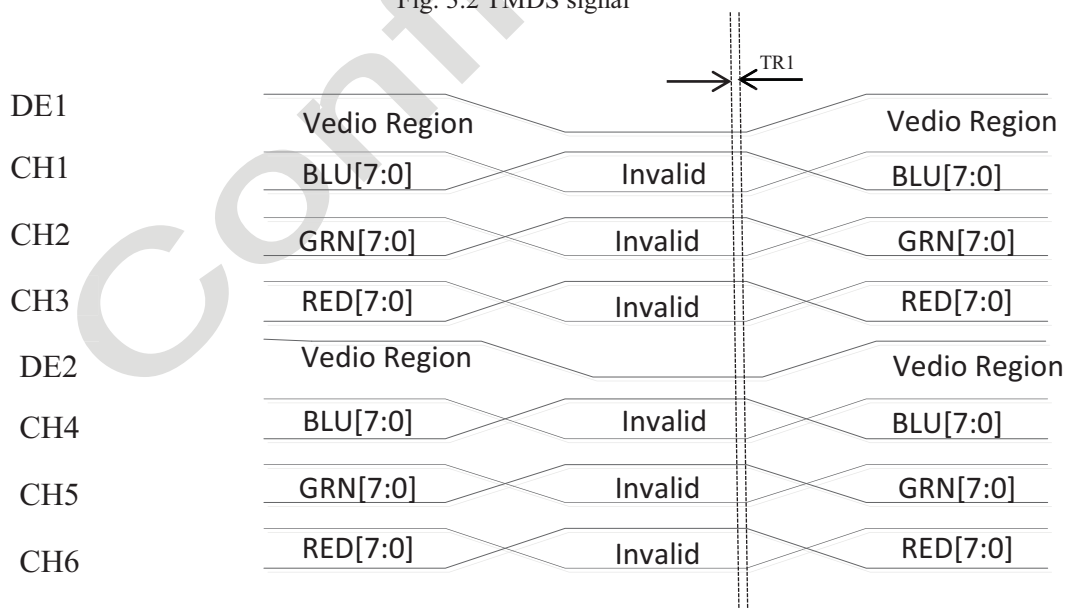 Fig. 3.2 TMDS signal
TR1
DE1 Vedio Region Vedio Region
CH1 BLU[7:0] Invalid BLU[7:0]
CH2 GRN[7:0] Invalid GRN[7:0]
CH3 RED[7:0] Invalid RED[7:0]
DE2 Vedio Region Vedio Region
CH4 BLU[7:0] Invalid BLU[7:0]
CH5 GRN[7:0] Invalid GRN[7:0]
CH6 RED[7:0] Invalid RED[7:0]